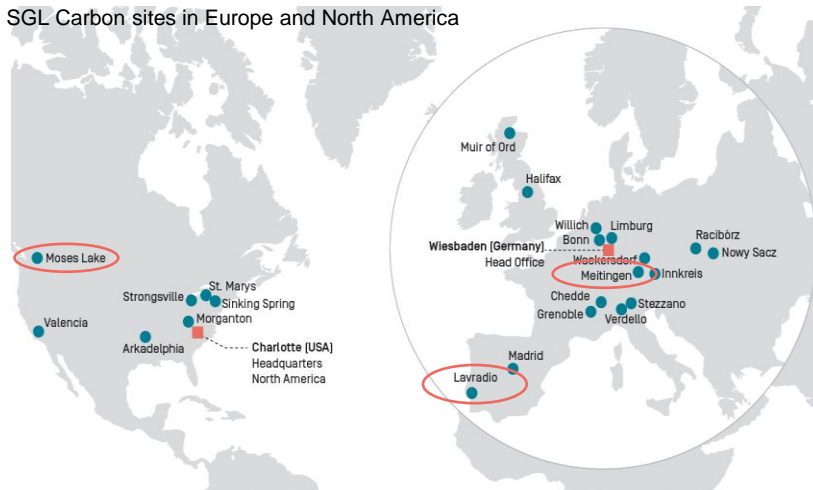 SGL Carbon sites in Europe and North America
Moses Lake
Valencia
Strongsville
St. Marys
Sinking Spring
Morganton
Arkadelphia
Charlotte (USA)
Headquarters
North America
Muir of Ord
Halifax
Willich
Limburg
Bonn
Wiesbaden (Germany)
Head Office
Wackersdorf
Meitingen
Innkreis
Racibörz
Nowy Sacz
Chedde
Stezzano
Grenoble
Verdello
Madrid
Lavradio